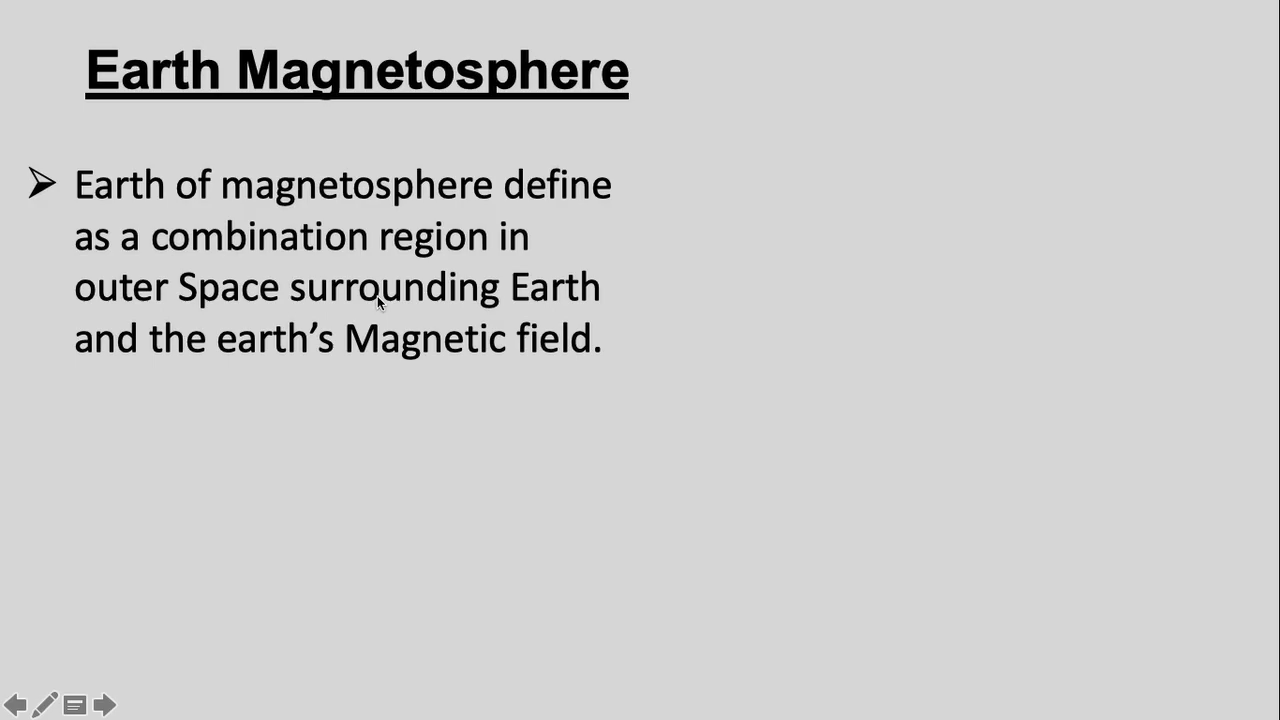 Earth Magnetosphere
Earth of magnetosphere define
as a combination region in
outer Space surrounding Earth
and the earth’s Magnetic field.